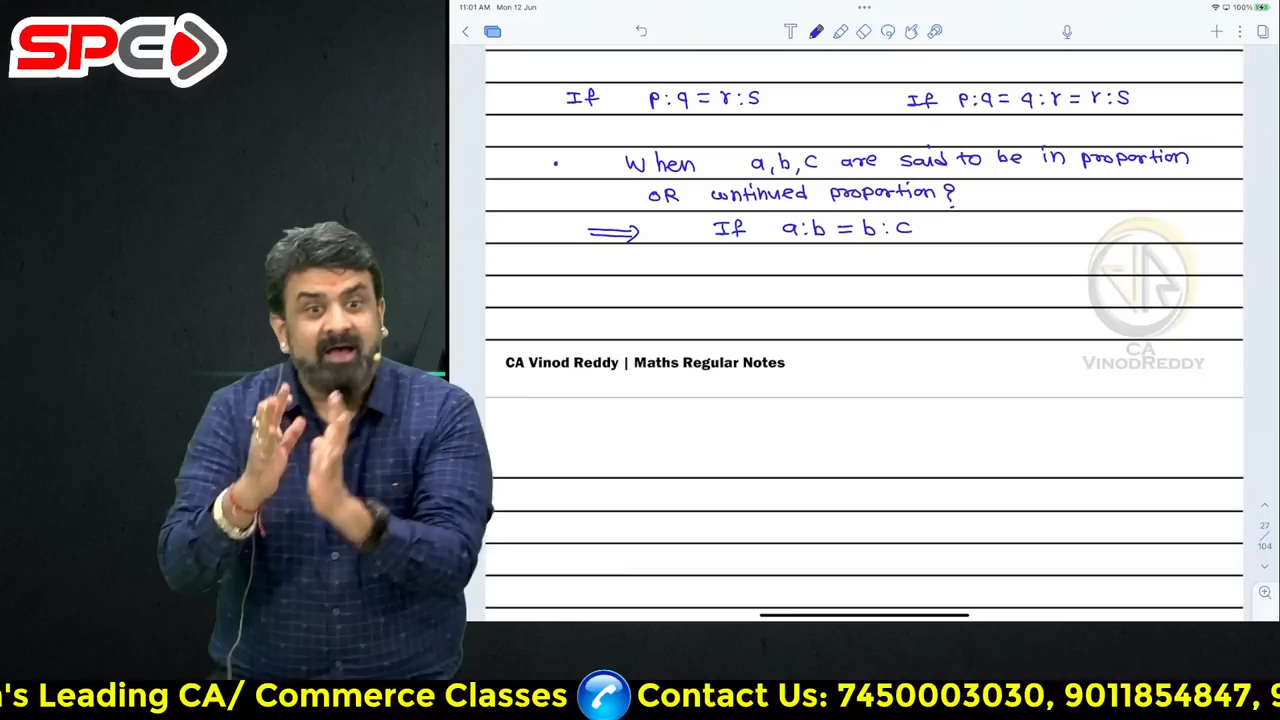 SPE
11:01 AM Mon 12 Jun
100%
If p:q = r:s If p:q = q:r = r:s
. When a,b,c are said to be in proportion
OR continued proportion?
⟹ If a:b = b:c
CA
VINODREDDY
CA Vinod Reddy | Maths Regular Notes
27
/
104
's Leading CA/ Commerce Classes Contact Us: 7450003030, 9011854847,